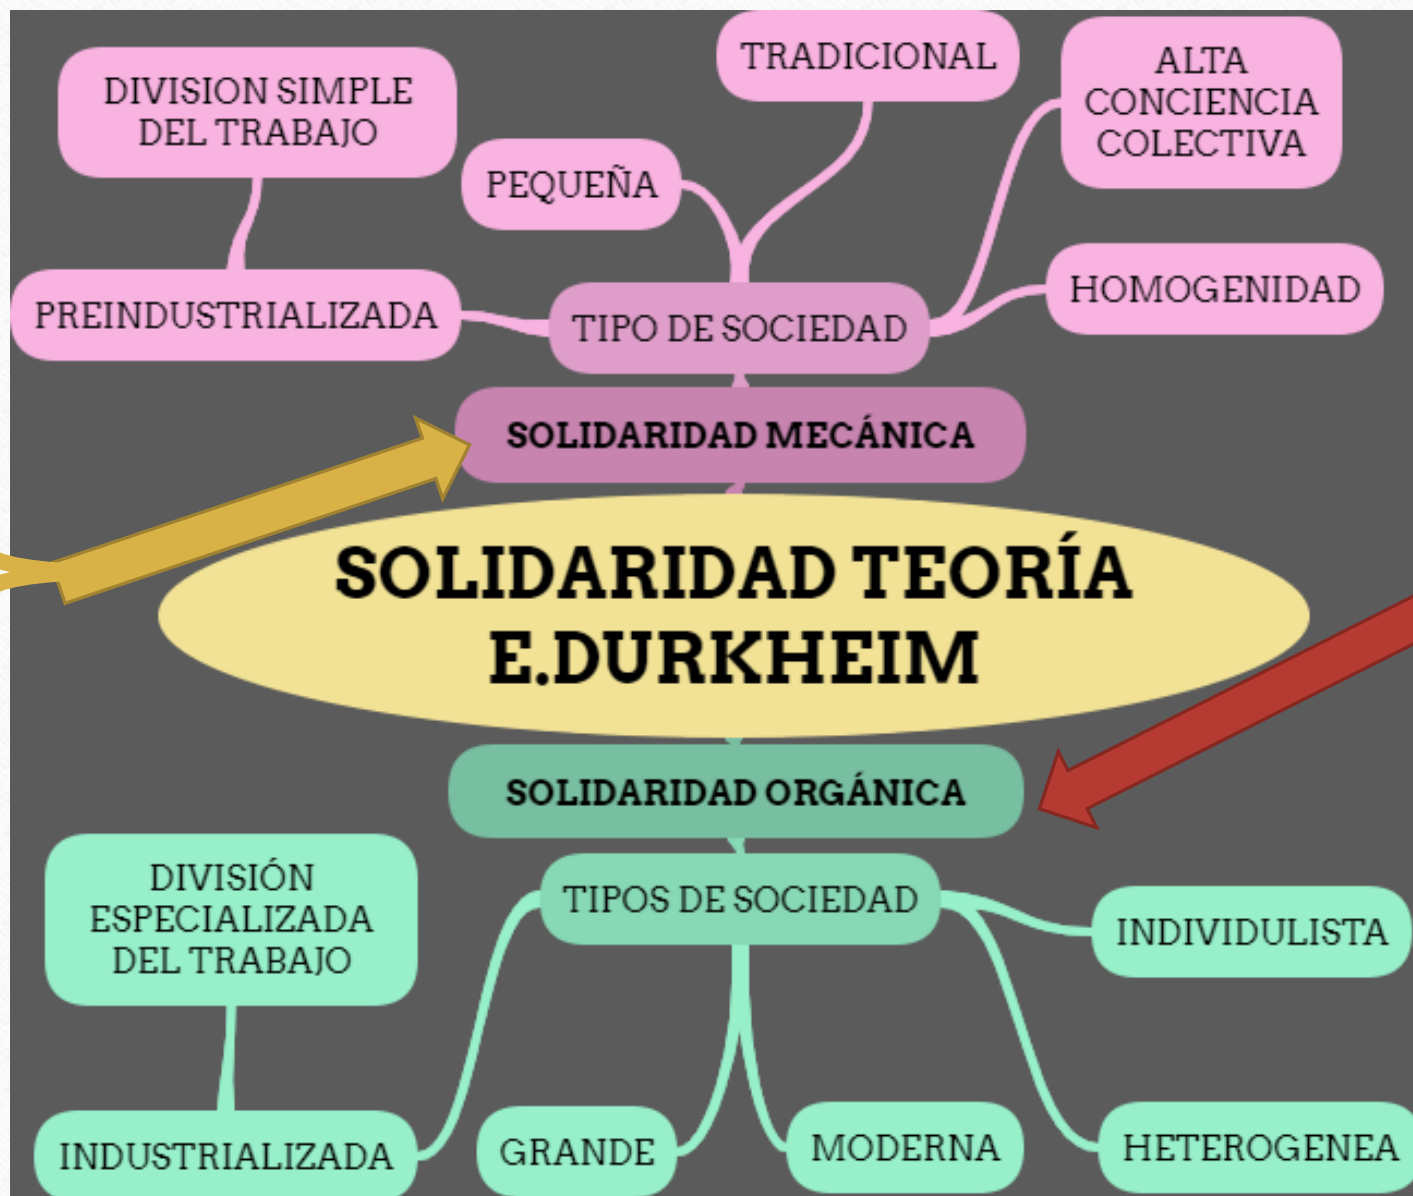 DIVISION SIMPLE
DEL TRABAJO
TRADICIONAL
ALTA
CONCIENCIA
COLECTIVA
PEQUEÑA
PREINDUSTRIALIZADA
TIPO DE SOCIEDAD
HOMOGENIDAD
SOLIDARIDAD MECÁNICA
SOLIDARIDAD TEORÍA
E.DURKHEIM
SOLIDARIDAD ORGÁNICA
TIPOS DE SOCIEDAD
DIVISIÓN
ESPECIALIZADA
DEL TRABAJO
INDIVIDULISTA
INDUSTRIALIZADA
GRANDE
MODERNA
HETEROGENEA